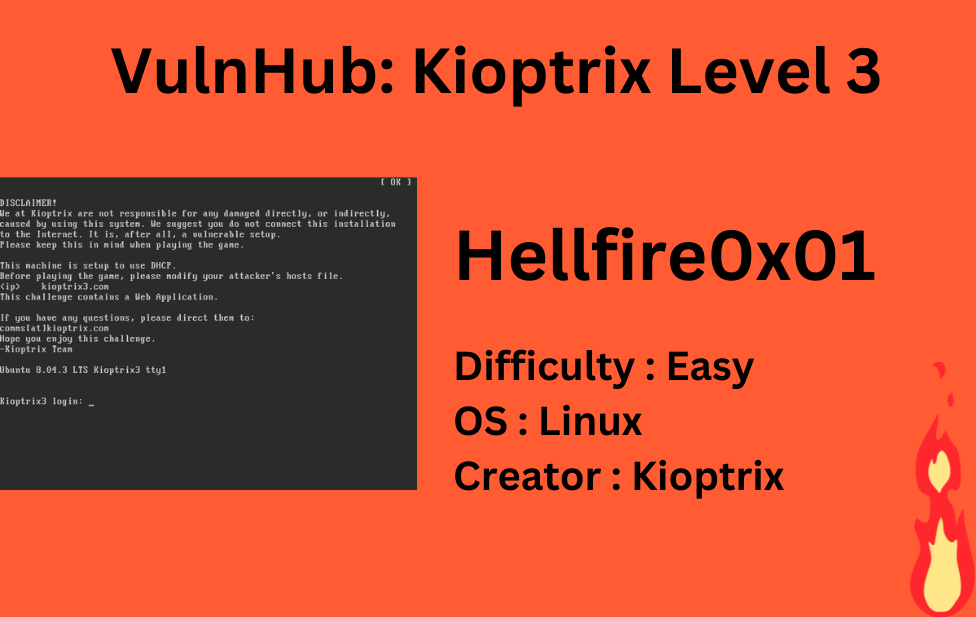 VulnHub: Kioptrix Level 3
[ OK ]
DISCLAIMER!
We at Kioptrix are not responsible for any damaged directly, or indirectly,
caused by using this system. We suggest you do not connect this installation
to the Internet. It is, after all, a vulnerable setup.
Please keep this in mind when playing the game.
This machine is setup to use DHCP.
Before playing the game, please modify your attacker's hosts file.
<ip> kioptrix3.com
This challenge contains a Web Application.
If you have any questions, please direct them to:
comms[at]kioptrix.com
Hope you enjoy this challenge.
-Kioptrix Team
Ubuntu 8.04.3 LTS Kioptrix3 tty1
Kioptrix3 login: _
Hellfire0x01
Difficulty : Easy
OS : Linux
Creator : Kioptrix